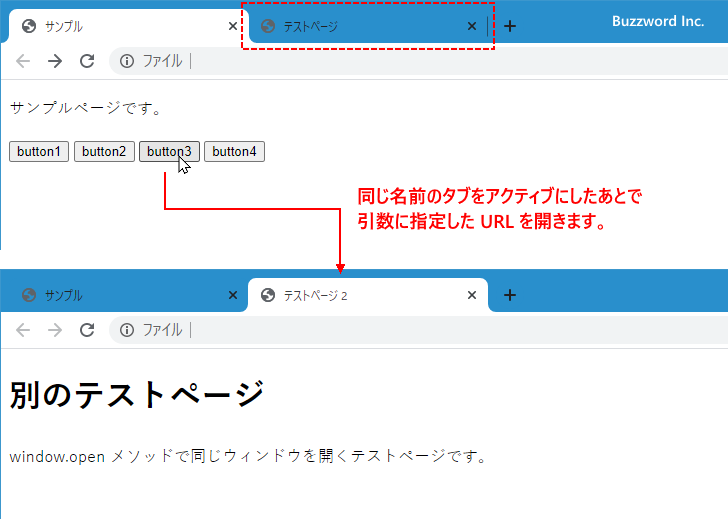 サンプル
テストページ
Buzzword Inc.
ファイル
サンプルページです。
button1 button2 button3 button4
同じ名前のタブをアクティブにしたあとで
引数に指定した URL を開きます。
サンプル
テストページ 2
ファイル
別のテストページ
window.open メソッドで同じウィンドウを開くテストページです。